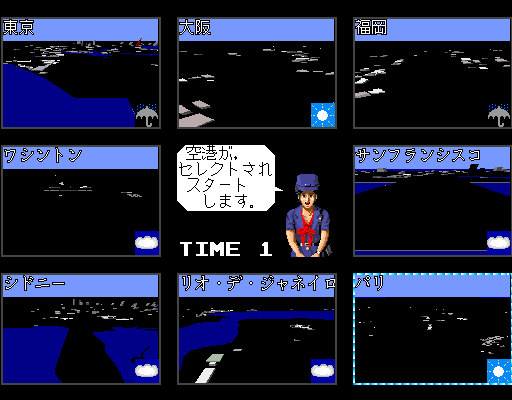 東京
大阪
福岡
ワシントン
空港が,
セレクトされ
スタート
します。
サンフランシスコ
TIME 1
シドニー
リオ・デ・ジャネイロ
パリ